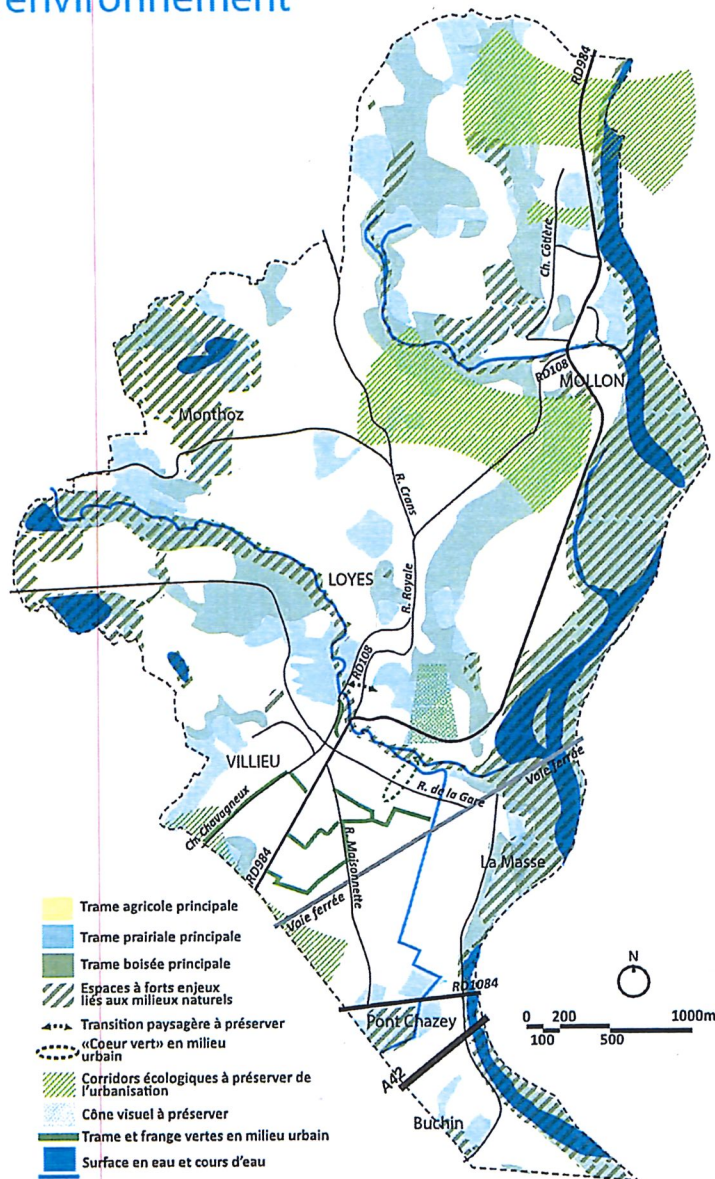 environnement
RD984
Ch. Côtière
RD108
MOLLON
Monthoz
R. Crans
LOYES
R. Royale
RD108
VILLIEU
R. de la Gare
Voie ferrée
Ch. Chavagneux
RD984
R. Maisonnette
La Masse
Voie ferrée
RD1084
Pont Chazey
A42
Buchin
Trame agricole principale
Trame prairiale principale
Trame boisée principale
Espaces à forts enjeux
liés aux milieux naturels
Transition paysagère à préserver
«Coeur vert» en milieu
urbain
Corridors écologiques à préserver de
l'urbanisation
Cône visuel à préserver
Trame et frange vertes en milieu urbain
Surface en eau et cours d'eau
N
0 200 1000m
100 500